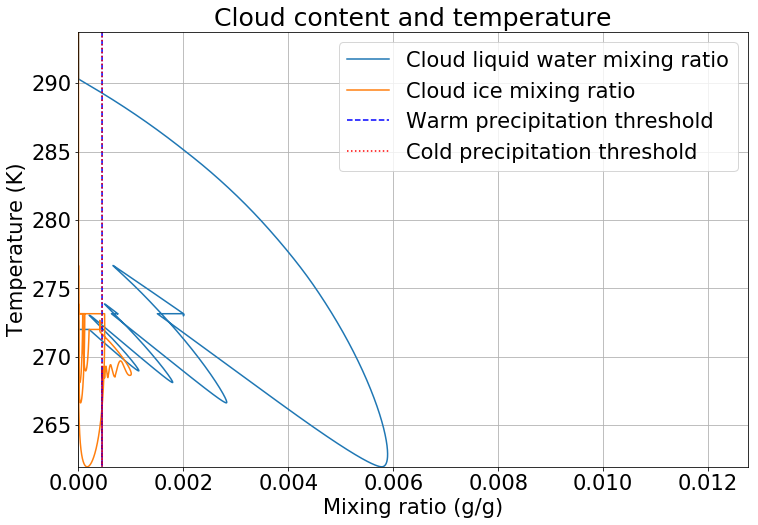 Cloud content and temperature
Cloud liquid water mixing ratio
Cloud ice mixing ratio
Warm precipitation threshold
Cold precipitation threshold
Temperature (K)
290
285
280
275
270
265
0.000 0.002 0.004 0.006 0.008 0.010 0.012
Mixing ratio (g/g)